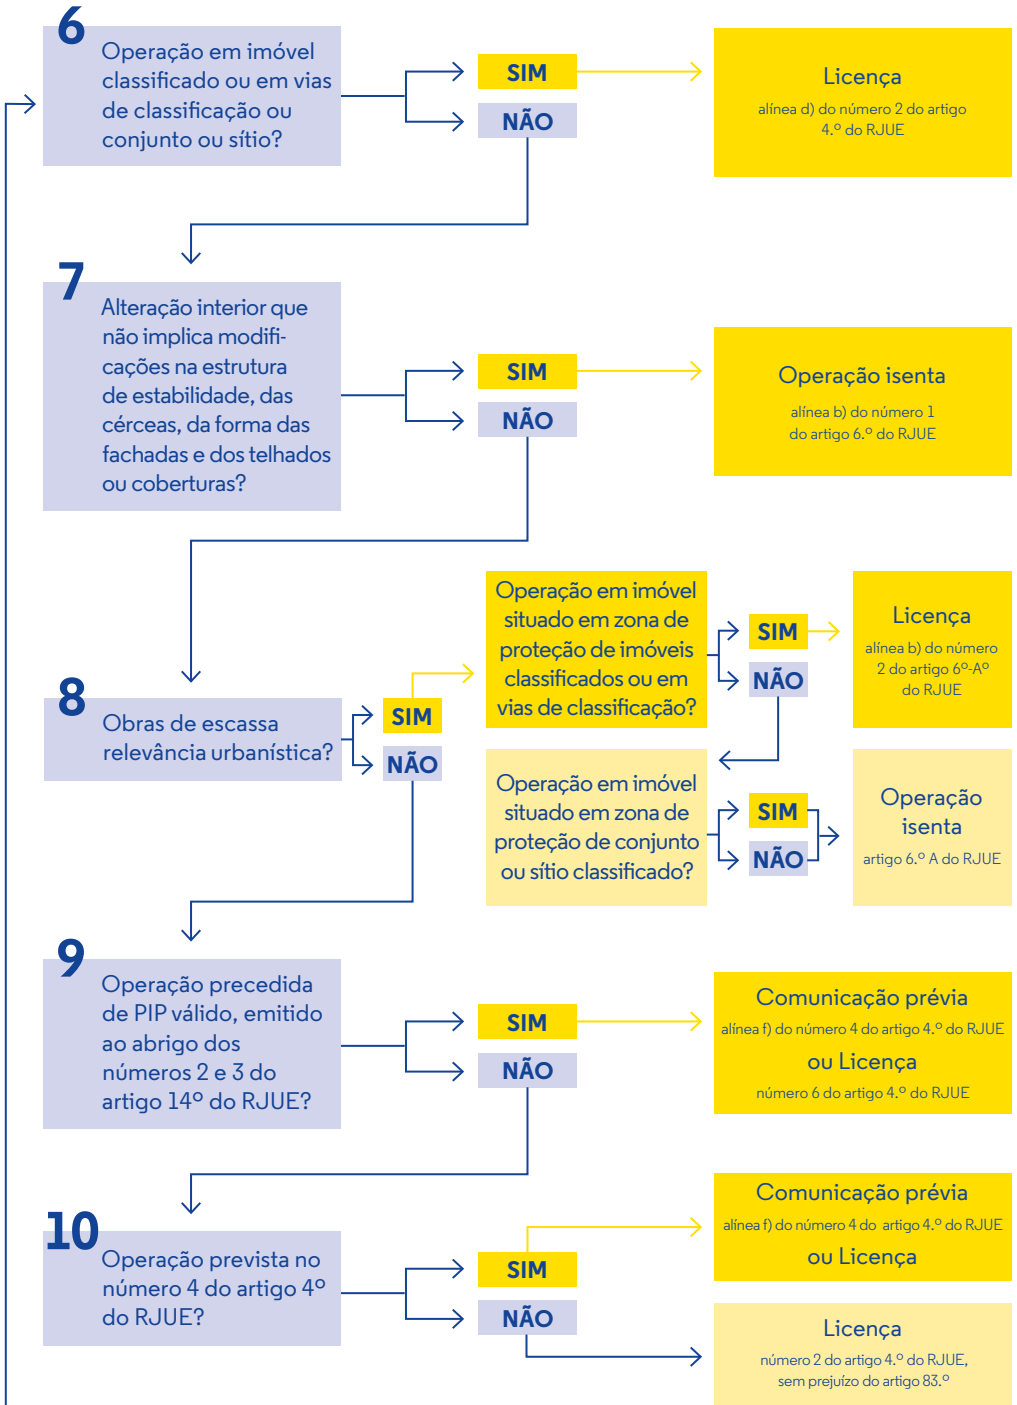 6
Operação em imóvel
classificado ou em vias
de classificação ou
conjunto ou sítio?
SIM
NÃO
Licença
alínea d) do número 2 do artigo
4.º do RJUE
7
Alteração interior que
não implica modifi-
cações na estrutura
de estabilidade, das
cérceas, da forma das
fachadas e dos telhados
ou coberturas?
SIM
NÃO
Operação isenta
alínea b) do número 1
do artigo 6.º do RJUE
8
Obras de escassa
relevância urbanística?
SIM
NÃO
Operação em imóvel
situado em zona de
proteção de imóveis
classificados ou em
vias de classificação?
SIM
NÃO
Licença
alínea b) do número
2 do artigo 6º-Aº
do RJUE
Operação em imóvel
situado em zona de
proteção de conjunto
ou sítio classificado?
SIM
NÃO
Operação
isenta
artigo 6.º A do RJUE
9
Operação precedida
de PIP válido, emitido
ao abrigo dos
números 2 e 3 do
artigo 14º do RJUE?
SIM
NÃO
Comunicação prévia
alínea f) do número 4 do artigo 4.º do RJUE
ou Licença
número 6 do artigo 4.º do RJUE
10
Operação prevista no
número 4 do artigo 4º
do RJUE?
SIM
NÃO
Comunicação prévia
alínea f) do número 4 do artigo 4.º do RJUE
ou Licença
Licença
número 2 do artigo 4.º do RJUE,
sem prejuízo do artigo 83.º